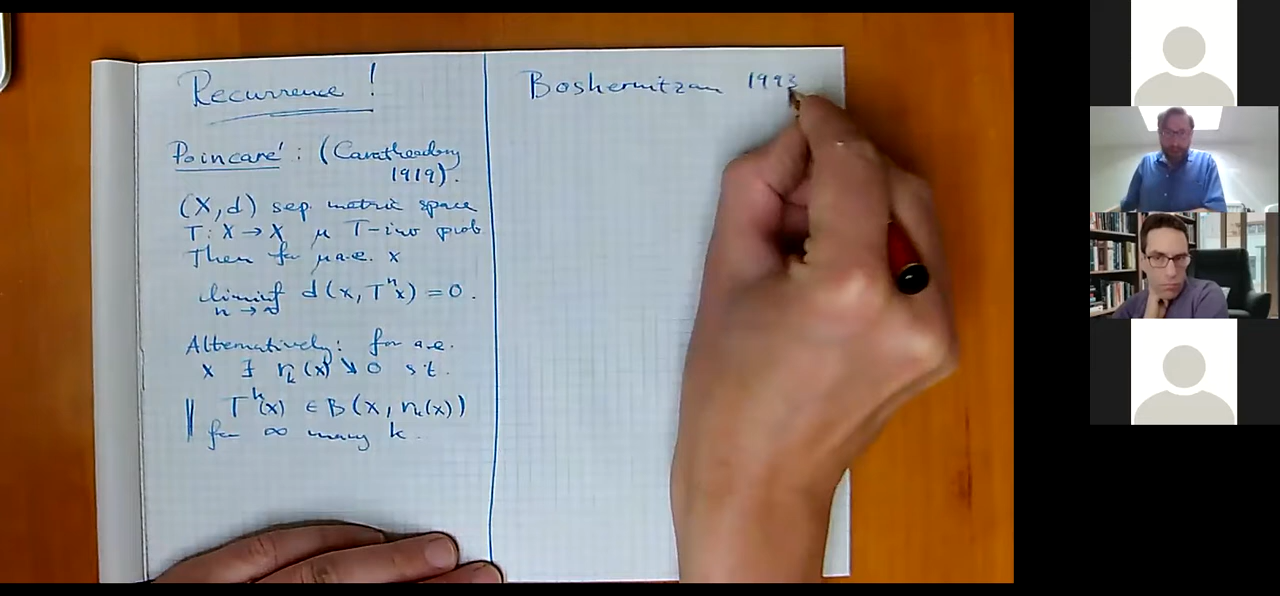 Recurrence !
Poincaré : (Caratheodory
1919).
(X,d) sep. metric space
T: X → X μ T-inv prob
Then for μ a.e. x
liminf d(x, Tⁿx) = 0.
n → ∞
Alternatively: for a.e.
x ∃ rₖ(x) ↘ 0 s.t.
|| Tᵏ(x) ∈ B(x, rₖ(x))
for ∞ many k.
Boshernitzan 1993